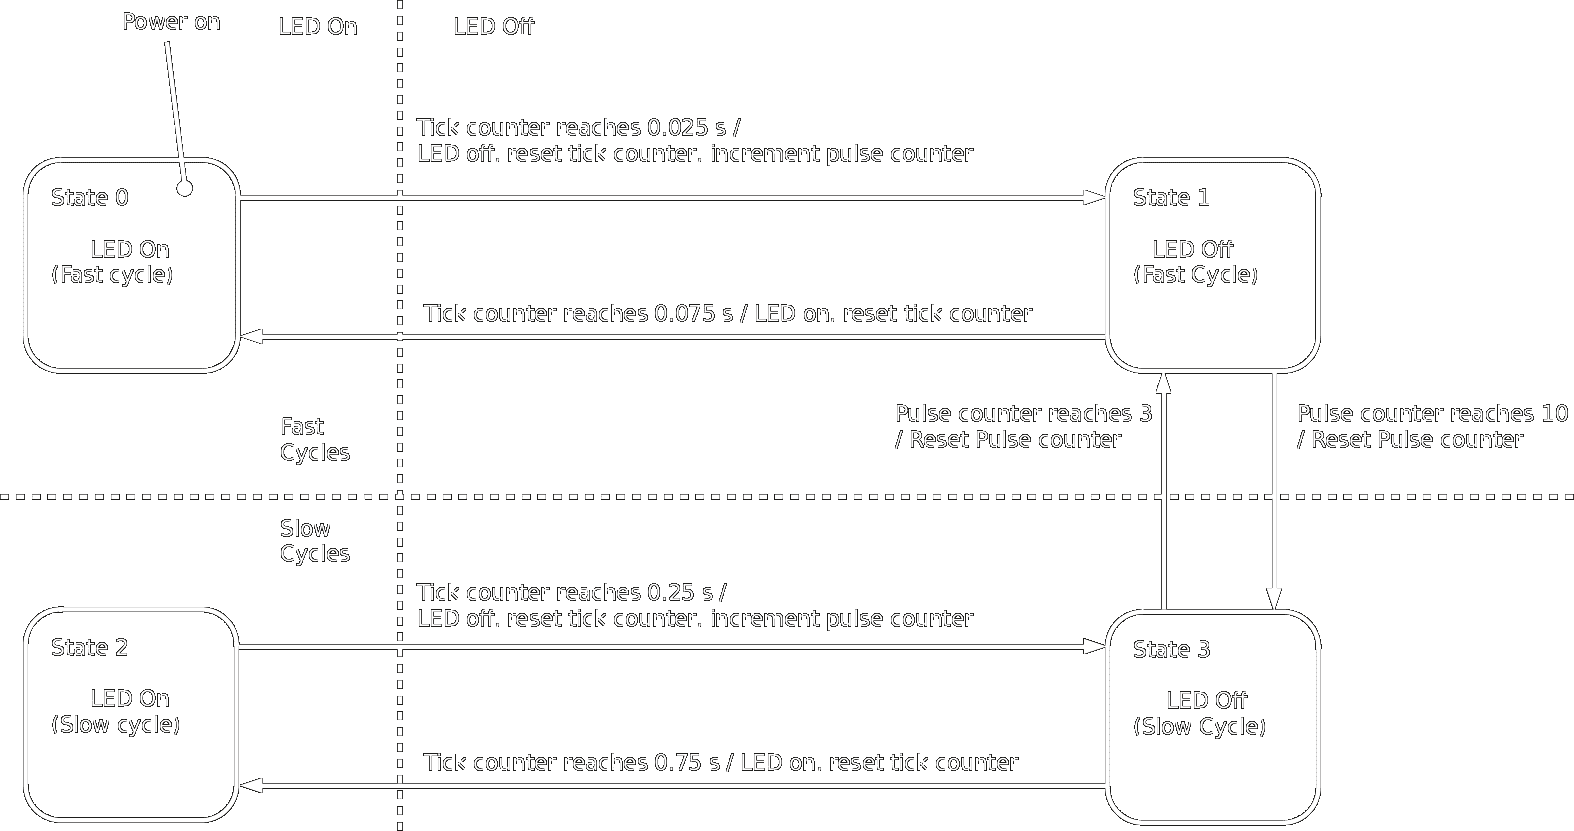 Power on
LED On
LED Off
Tick counter reaches 0.025 s /
LED off, reset tick counter, increment pulse counter
State 0
LED On
(Fast cycle)
State 1
LED Off
(Fast Cycle)
Tick counter reaches 0.075 s / LED on, reset tick counter
Pulse counter reaches 3
/ Reset Pulse counter
Pulse counter reaches 10
/ Reset Pulse counter
Fast
Cycles
Slow
Cycles
Tick counter reaches 0.25 s /
LED off, reset tick counter, increment pulse counter
State 2
LED On
(Slow cycle)
State 3
LED Off
(Slow Cycle)
Tick counter reaches 0.75 s / LED on, reset tick counter